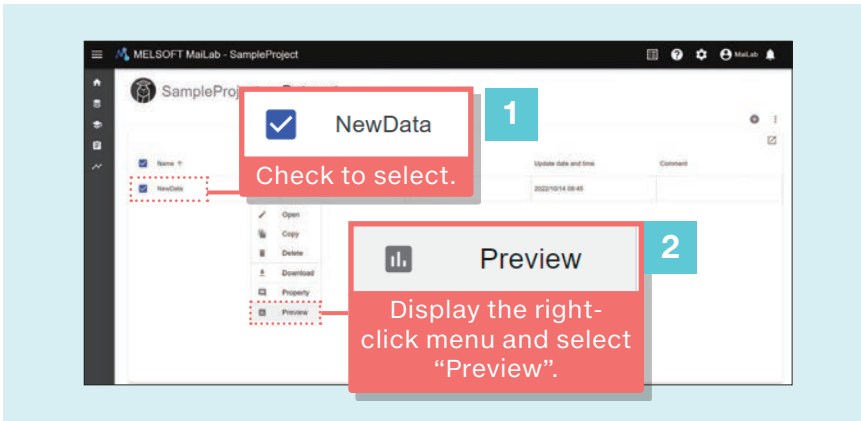 MELSOFT MaiLab - SampleProject
MaiLab
SampleProj
NewData
1
Check to select.
Name ↑
Update date and time
Comment
NewData
2022/10/14 08:45
Open
Copy
Delete
Download
Property
Preview
Preview
2
Display the right-
click menu and select
“Preview”.